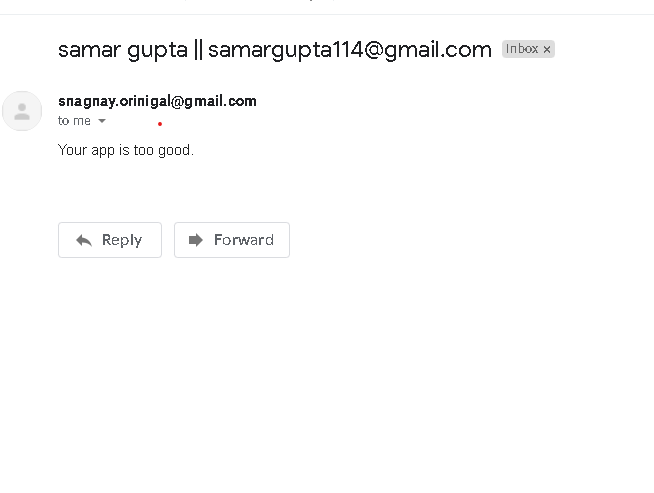 samar gupta || samargupta114@gmail.com Inbox x
snagnay.orinigal@gmail.com
to me
Your app is too good.
Reply Forward